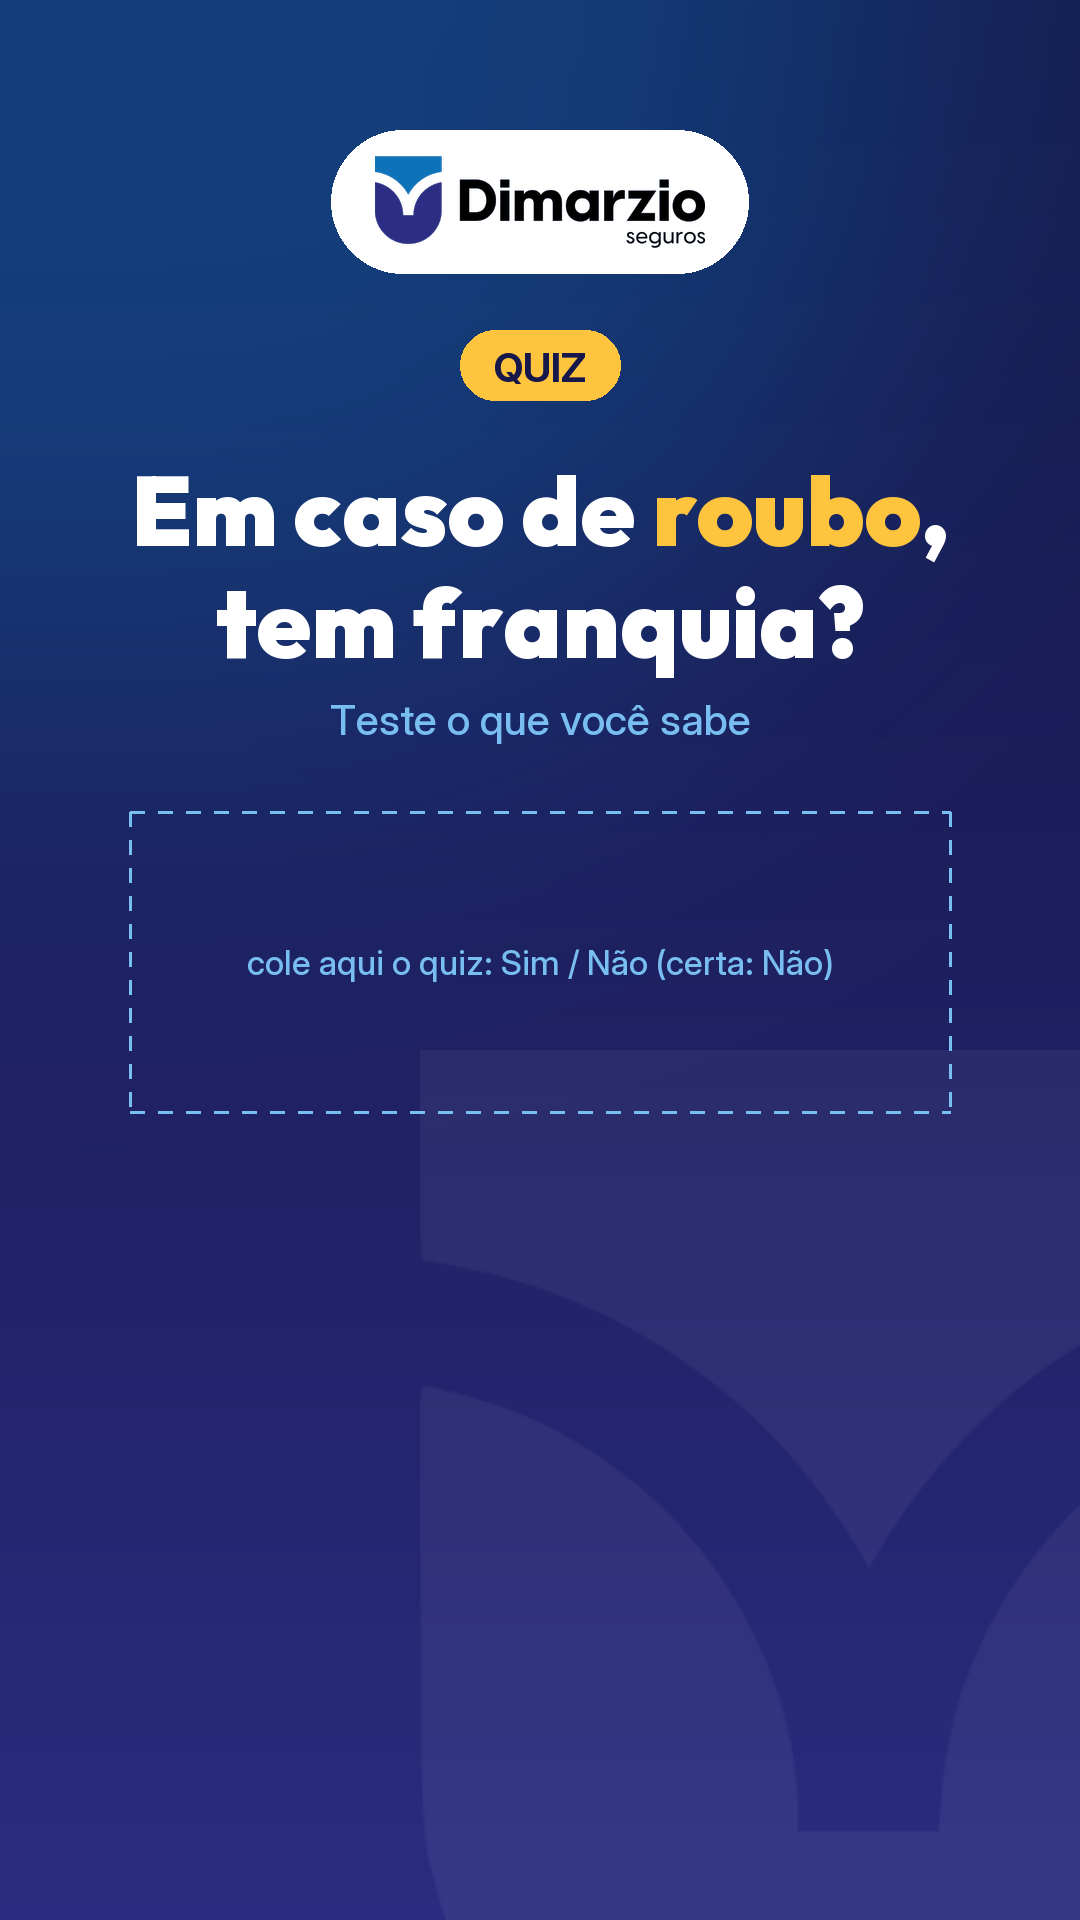 Dimarzio
seguros
QUIZ
Em caso de roubo,
tem franquia?
Teste o que você sabe
cole aqui o quiz: Sim / Não (certa: Não)